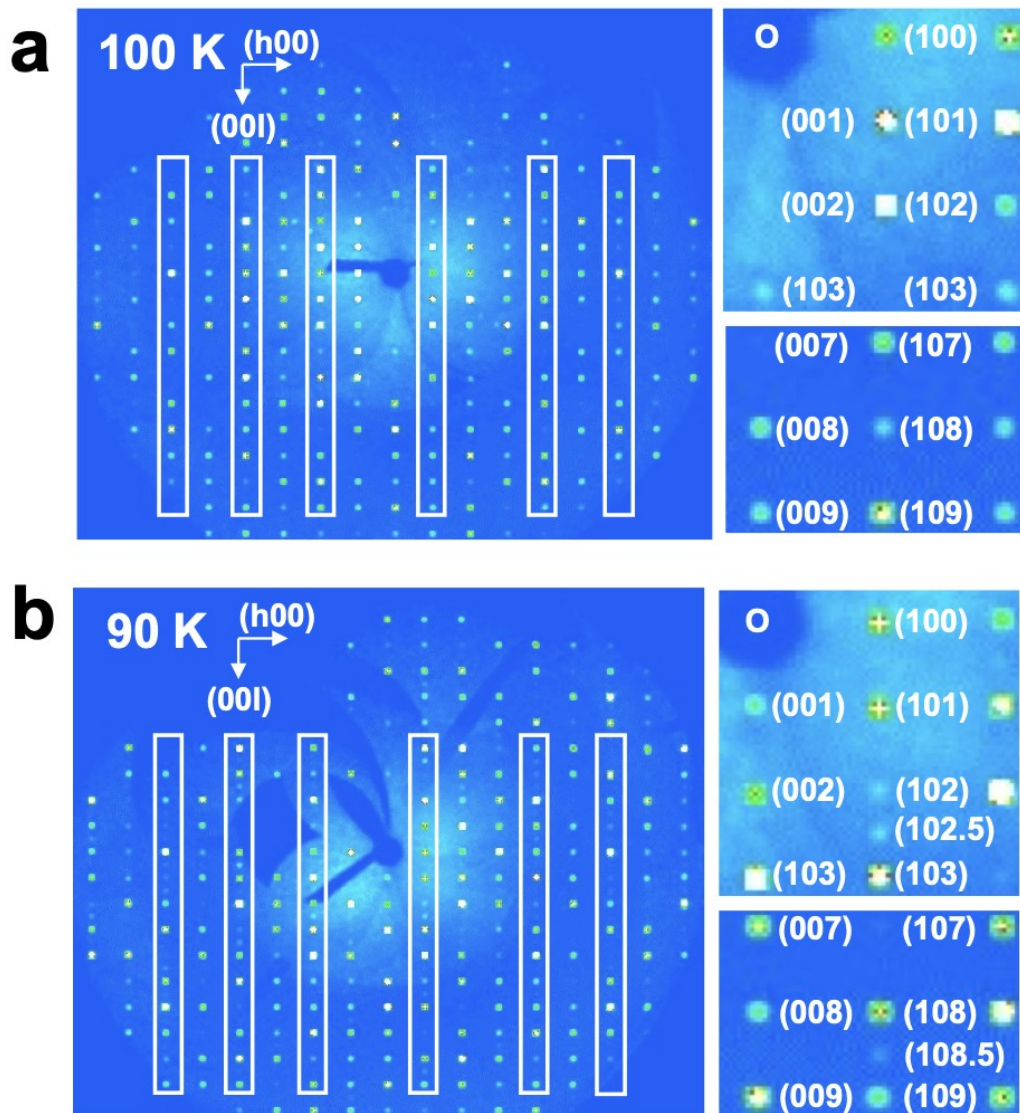 a
100 K
(h00)
(00l)
O
(100)
(001)
(101)
(002)
(102)
(103)
(103)
(007)
(107)
(008)
(108)
(009)
(109)
b
90 K
(h00)
(00l)
O
(100)
(001)
(101)
(002)
(102)
(102.5)
(103)
(103)
(007)
(107)
(008)
(108)
(108.5)
(009)
(109)